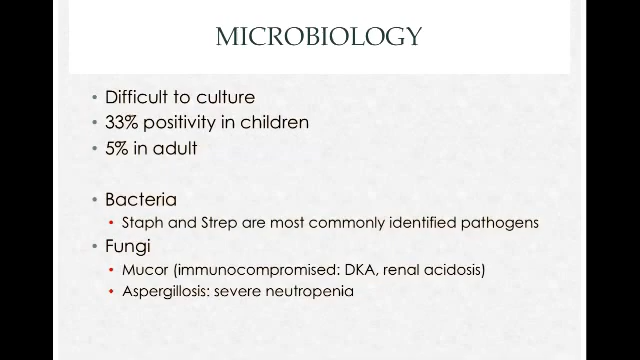 MICROBIOLOGY
• Difficult to culture
• 33% positivity in children
• 5% in adult
• Bacteria
• Staph and Strep are most commonly identified pathogens
• Fungi
• Mucor (immunocompromised: DKA, renal acidosis)
• Aspergillosis: severe neutropenia